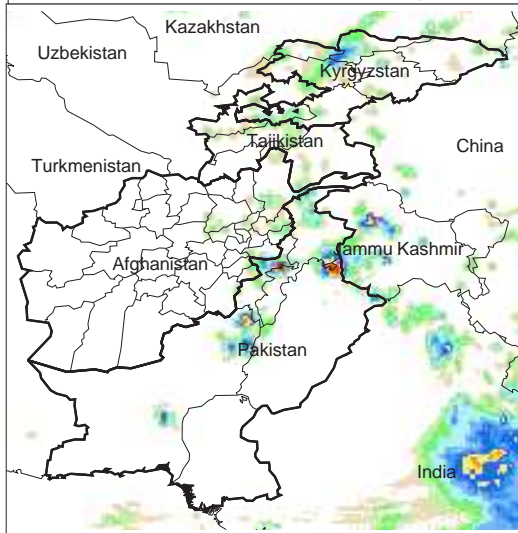 Kazakhstan
Uzbekistan
Kyrgyzstan
Tajikistan
China
Turkmenistan
Jammu Kashmir
Afghanistan
Pakistan
India